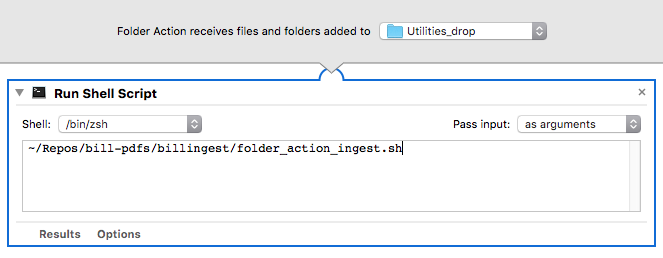 Folder Action receives files and folders added to Utilities_drop
Run Shell Script
Shell: /bin/zsh Pass input: as arguments
~/Repos/bill-pdfs/billingest/folder_action_ingest.sh
Results Options